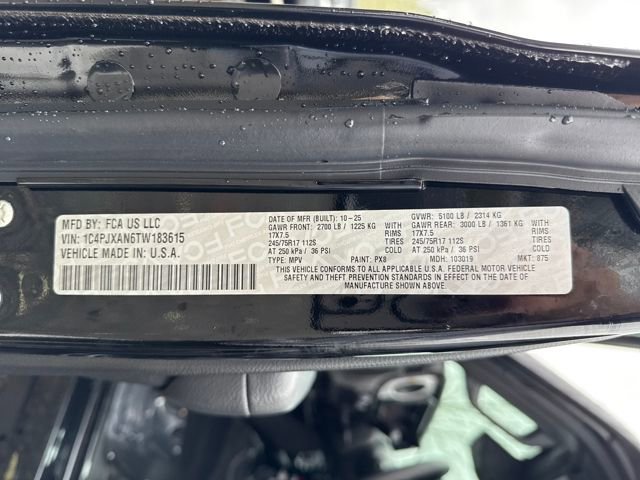 MFD BY: FCA US LLC
VIN: 1C4PJXAN6TW183615
VEHICLE MADE IN: U.S.A.
DATE OF MFR (BUILT): 10-25
GAWR FRONT: 2700 LB / 1225 KG
17X7.5 RIMS
245/75R17 112S TIRES
AT 250 kPa / 36 PSI COLD
TYPE: MPV PAINT: PX8
GVWR: 5100 LB / 2314 KG
GAWR REAR: 3000 LB / 1361 KG
17X7.5 RIMS
245/75R17 112S TIRES
AT 250 kPa / 36 PSI COLD
MDH: 103019 MKT: 875
THIS VEHICLE CONFORMS TO ALL APPLICABLE U.S.A. FEDERAL MOTOR VEHICLE
SAFETY AND THEFT PREVENTION STANDARDS IN EFFECT ON THE DATE OF
MANUFACTURE SHOWN ABOVE.